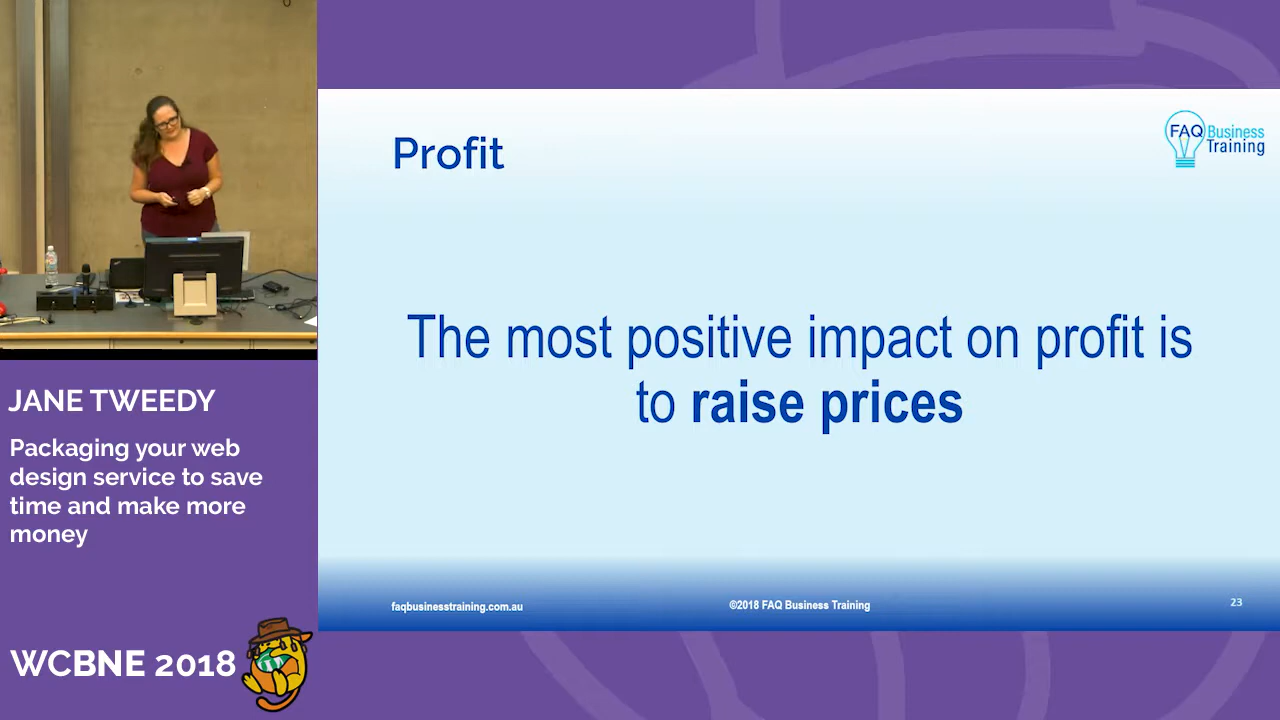 JANE TWEEDY
Packaging your web
design service to save
time and make more
money
WCBNE 2018
Profit
FAQ Business
Training
The most positive impact on profit is
to raise prices
faqbusinesstraining.com.au
©2018 FAQ Business Training
23